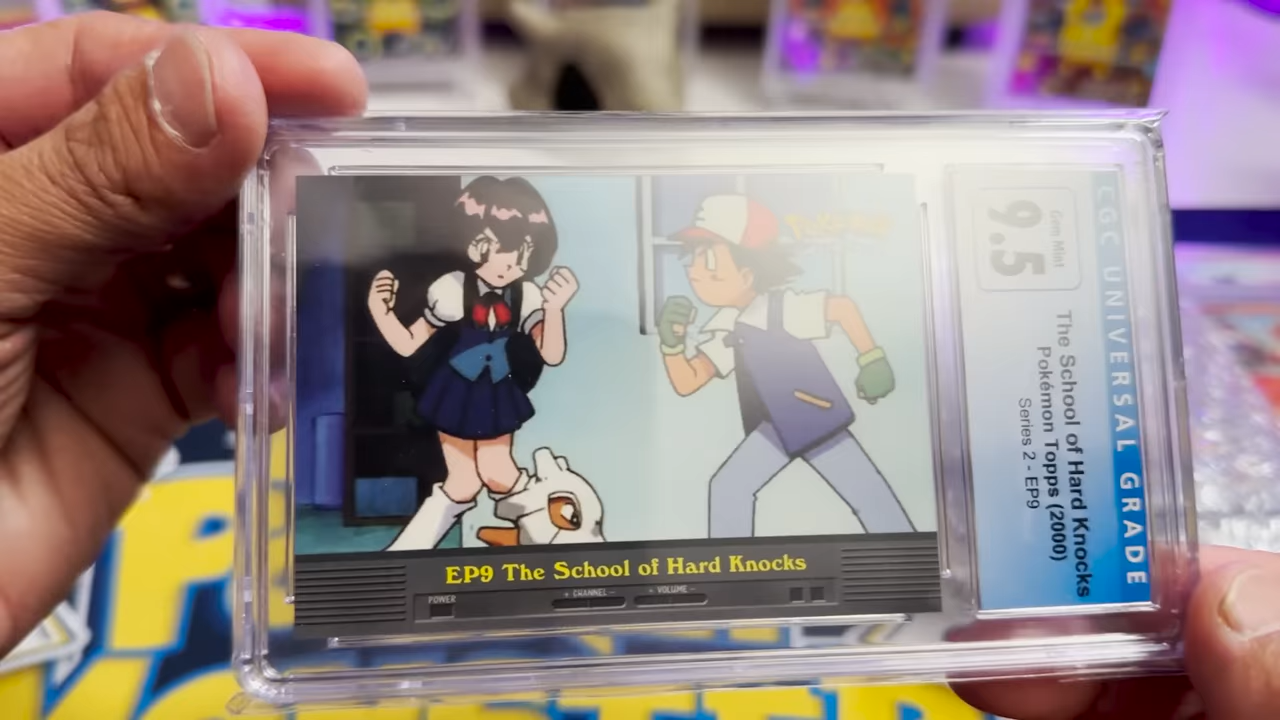 Pokémon
EP9 The School of Hard Knocks
POWER
+ CHANNEL -
- VOLUME -
CGC UNIVERSAL GRADE
Gem Mint
9.5
The School of Hard Knocks
Pokémon Topps (2000)
Series 2 - EP9